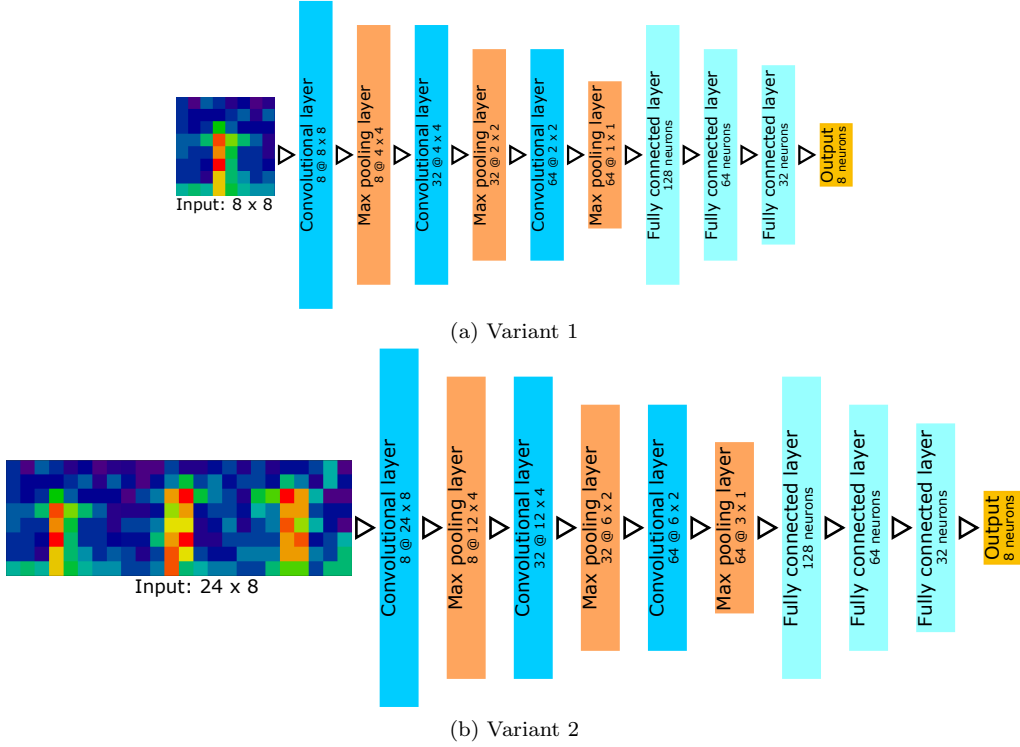 Input: 8 x 8
Convolutional layer
8 @ 8 x 8
Max pooling layer
8 @ 4 x 4
Convolutional layer
32 @ 4 x 4
Max pooling layer
32 @ 2 x 2
Convolutional layer
64 @ 2 x 2
Max pooling layer
64 @ 1 x 1
Fully connected layer
128 neurons
Fully connected layer
64 neurons
Fully connected layer
32 neurons
Output
8 neurons
(a) Variant 1
Input: 24 x 8
Convolutional layer
8 @ 24 x 8
Max pooling layer
8 @ 12 x 4
Convolutional layer
32 @ 12 x 4
Max pooling layer
32 @ 6 x 2
Convolutional layer
64 @ 6 x 2
Max pooling layer
64 @ 3 x 1
Fully connected layer
128 neurons
Fully connected layer
64 neurons
Fully connected layer
32 neurons
Output
8 neurons
(b) Variant 2